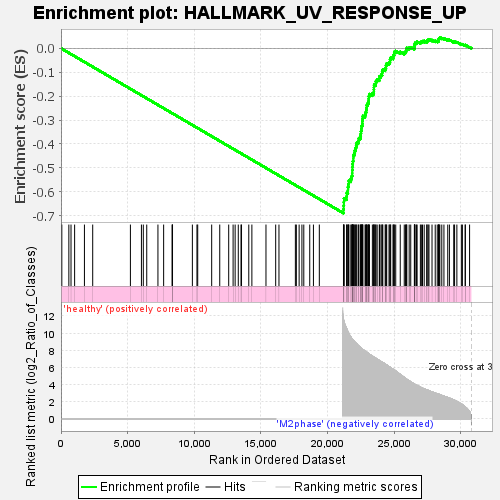 Enrichment plot: HALLMARK_UV_RESPONSE_UP
Enrichment score (ES)
0.0
-0.1
-0.2
-0.3
-0.4
-0.5
-0.6
-0.7
'healthy' (positively correlated)
Ranked list metric (log2_Ratio_of_Classes)
12
10
8
6
4
2
0
Zero cross at 3
'M2phase' (negatively correlated)
0
5,000
10,000
15,000
20,000
25,000
30,000
Rank in Ordered Dataset
Enrichment profile
Hits
Ranking metric scores